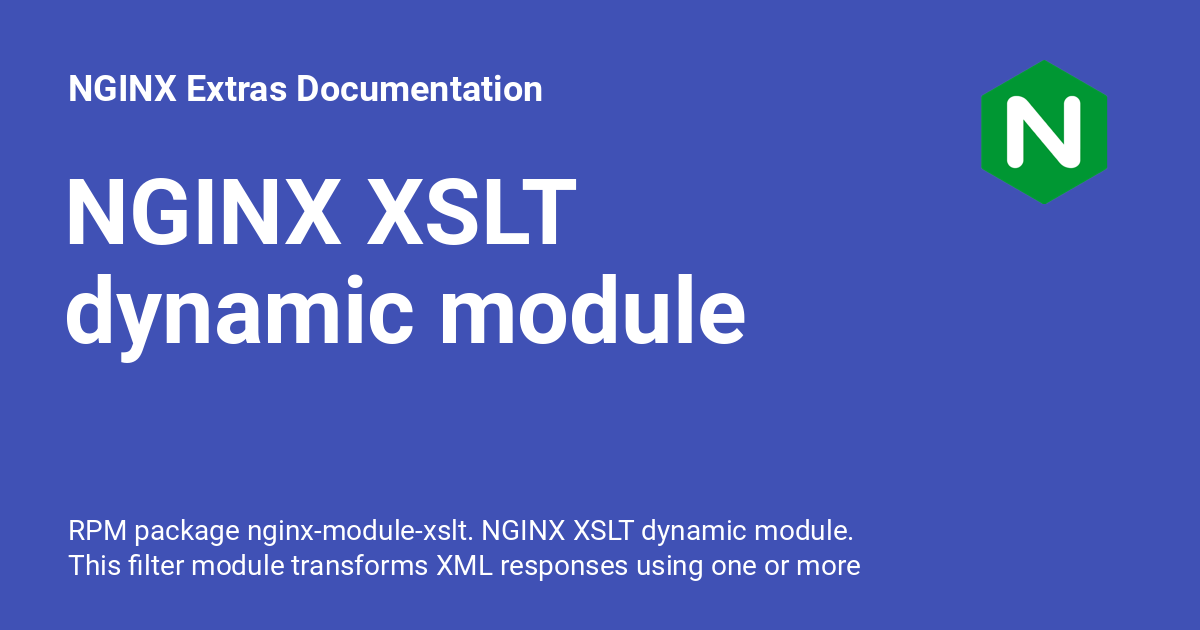 NGINX Extras Documentation
N
NGINX XSLT
dynamic module
RPM package nginx-module-xslt. NGINX XSLT dynamic module.
This filter module transforms XML responses using one or more